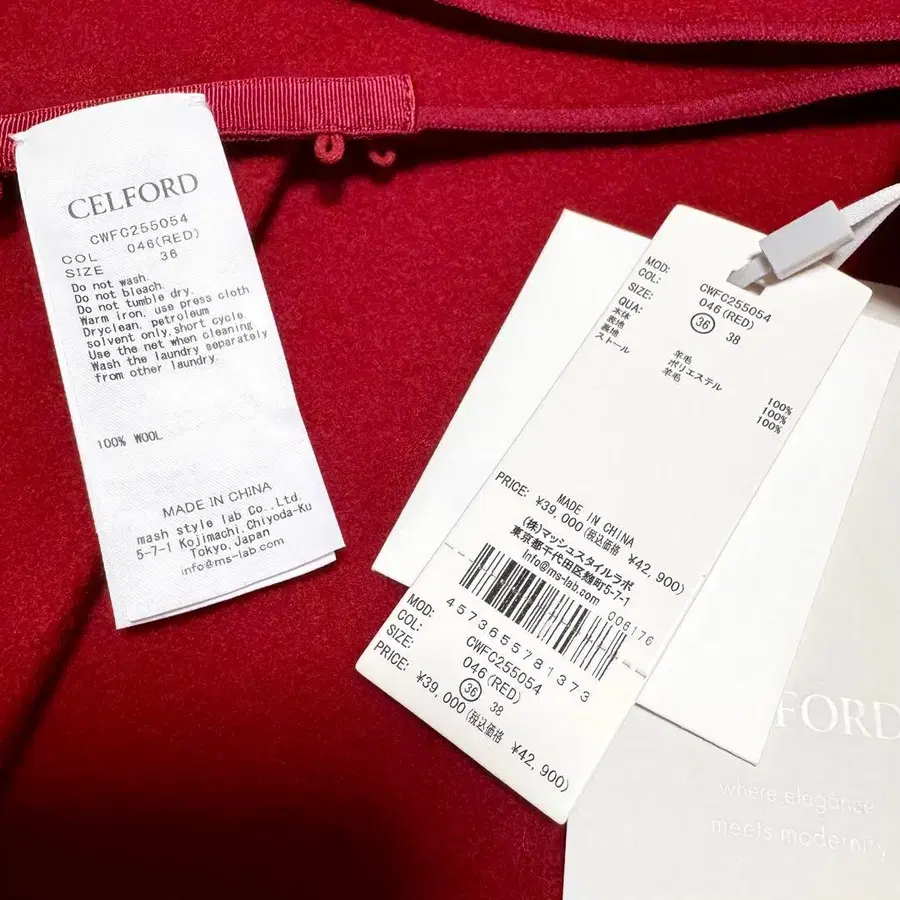 CELFORD
CWFC255054
COL 046(RED)
SIZE 36
Do not wash.
Do not bleach.
Do not tumble dry.
Warm iron, use press cloth
Dryclean, petroleum
solvent only,short cycle.
Use the net when cleaning
Wash the laundry separately
from other laundry.
100% WOOL
MADE IN CHINA
mash style lab Co.,Ltd.
5-7-1 Kojimachi,Chiyoda-Ku
Tokyo,Japan
info@ms-lab.com
MOD: CWFC255054
COL: 046(RED)
SIZE: 36 38
QUA:
本体
表地 羊毛 100%
裏地 ポリエステル 100%
ストール 羊毛 100%
MADE IN CHINA
PRICE: ¥39,000(税込価格 ¥42,900)
(株)マッシュスタイルラボ
東京都千代田区麹町5-7-1
info@ms-lab.com
006176
4573655781373
MOD: CWFC255054
COL: 046(RED)
SIZE: 36 38
PRICE: ¥39,000(税込価格 ¥42,900)
FORD
where elegance
meets modernity